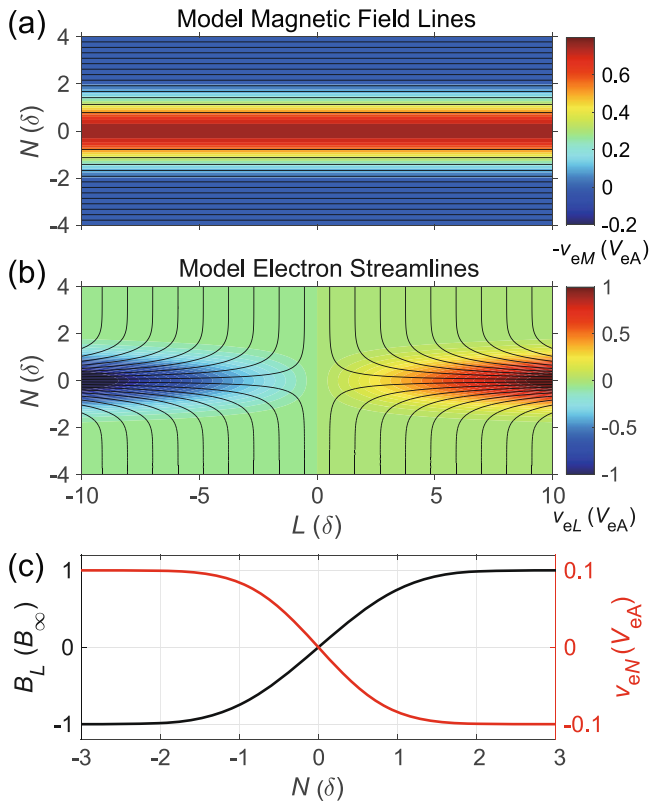 (a) Model Magnetic Field Lines
4
2
0
-2
-4
N (δ)
0.6
0.4
0.2
0
-0.2
-v_eM (V_eA)
(b) Model Electron Streamlines
4
2
0
-2
-4
N (δ)
-10 -5 0 5 10
L (δ)
1
0.5
0
-0.5
-1
v_eL (V_eA)
(c)
1
0
-1
B_L (B_∞)
0.1
0
-0.1
v_eN (V_eA)
-3 -2 -1 0 1 2 3
N (δ)